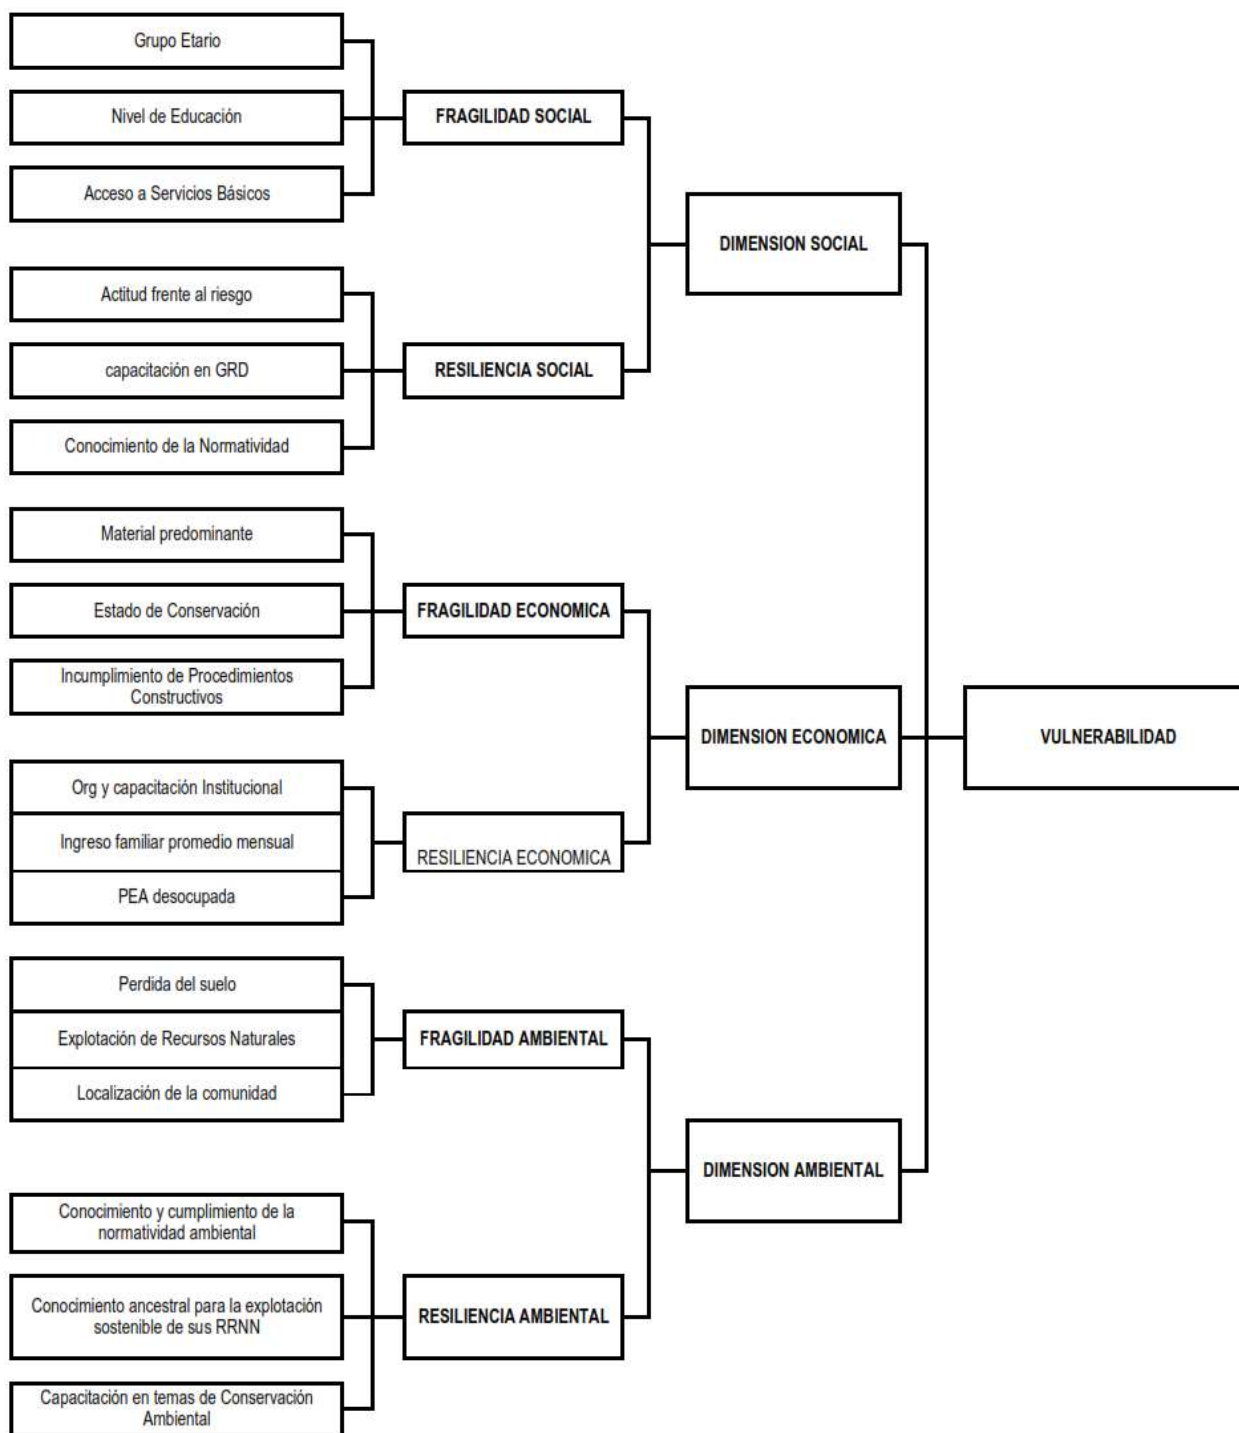 Grupo Etario
Nivel de Educación
FRAGILIDAD SOCIAL
Acceso a Servicios Básicos
DIMENSION SOCIAL
Actitud frente al riesgo
capacitación en GRD
RESILIENCIA SOCIAL
Conocimiento de la Normatividad
Material predominante
Estado de Conservación
FRAGILIDAD ECONOMICA
Incumplimiento de Procedimientos
Constructivos
DIMENSION ECONOMICA
VULNERABILIDAD
Org y capacitación Institucional
Ingreso familiar promedio mensual
RESILIENCIA ECONOMICA
PEA desocupada
Perdida del suelo
Explotación de Recursos Naturales
FRAGILIDAD AMBIENTAL
Localización de la comunidad
DIMENSION AMBIENTAL
Conocimiento y cumplimiento de la
normatividad ambiental
Conocimiento ancestral para la explotación
sostenible de sus RRNN
RESILIENCIA AMBIENTAL
Capacitación en temas de Conservación
Ambiental